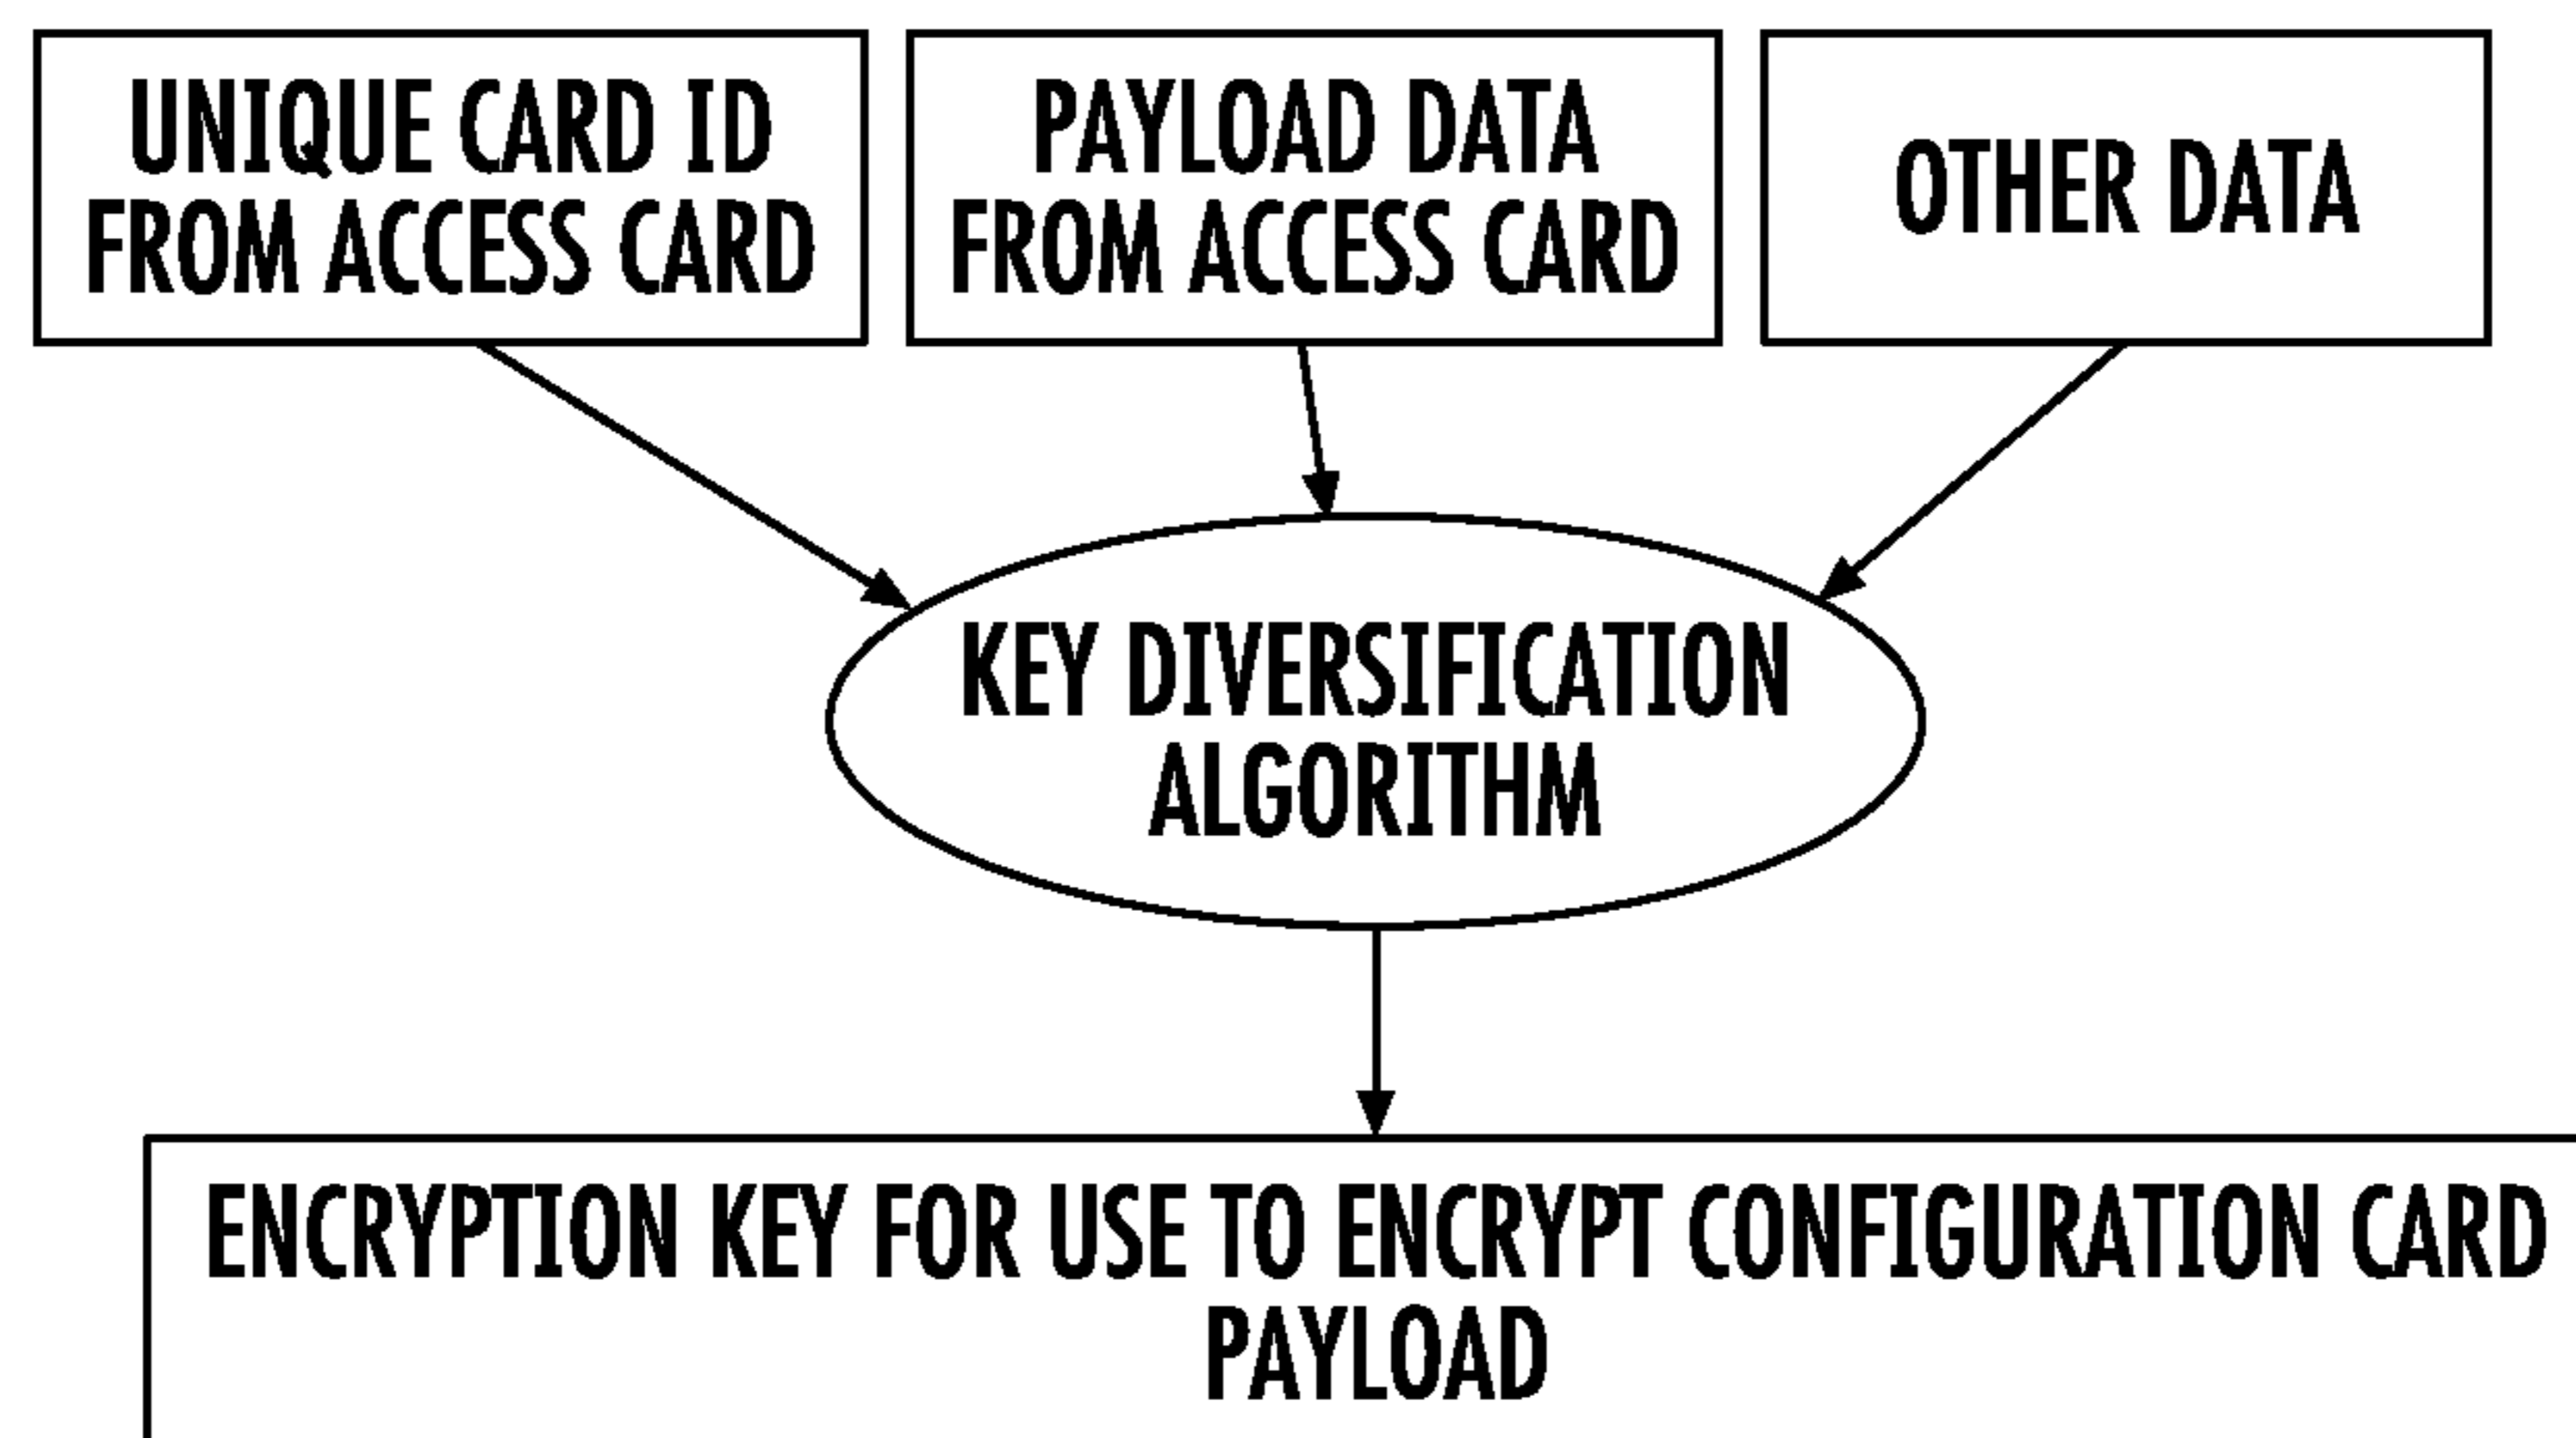 UNIQUE CARD ID
FROM ACCESS CARD
PAYLOAD DATA
FROM ACCESS CARD
OTHER DATA
KEY DIVERSIFICATION
ALGORITHM
ENCRYPTION KEY FOR USE TO ENCRYPT CONFIGURATION CARD
PAYLOAD